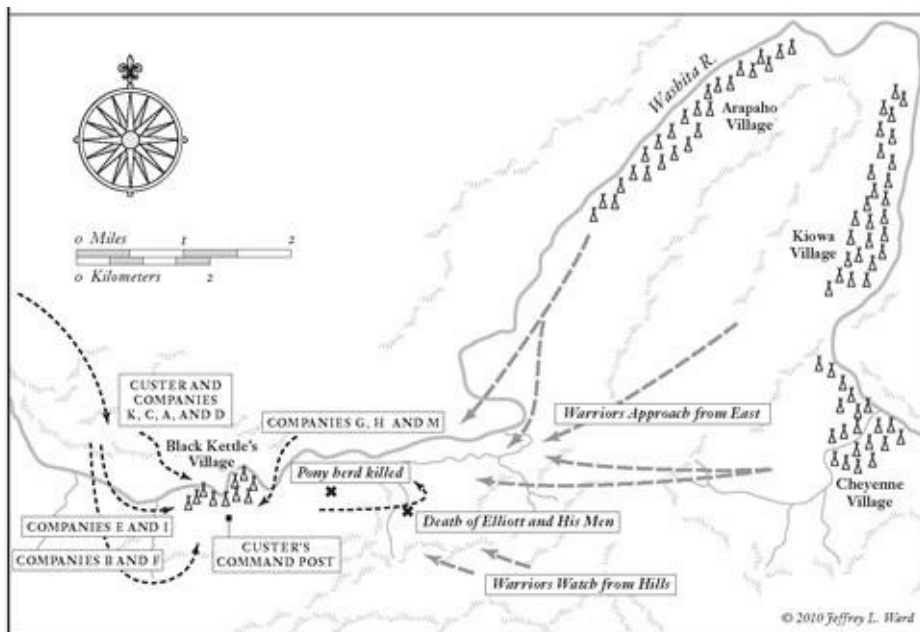 Washita R.
Arapaho
Village
Kiowa
Village
0 Miles 1 2
0 Kilometers 2
CUSTER AND
COMPANIES
K, C, A, AND D
COMPANIES G, H AND M
Warriors Approach from East
Black Kettle's
Village
Pony herd killed
Cheyenne
Village
COMPANIES E AND I
Death of Elliott and His Men
CUSTER'S
COMMAND POST
COMPANIES B AND F
Warriors Watch from Hills
© 2010 Jeffrey L. Ward